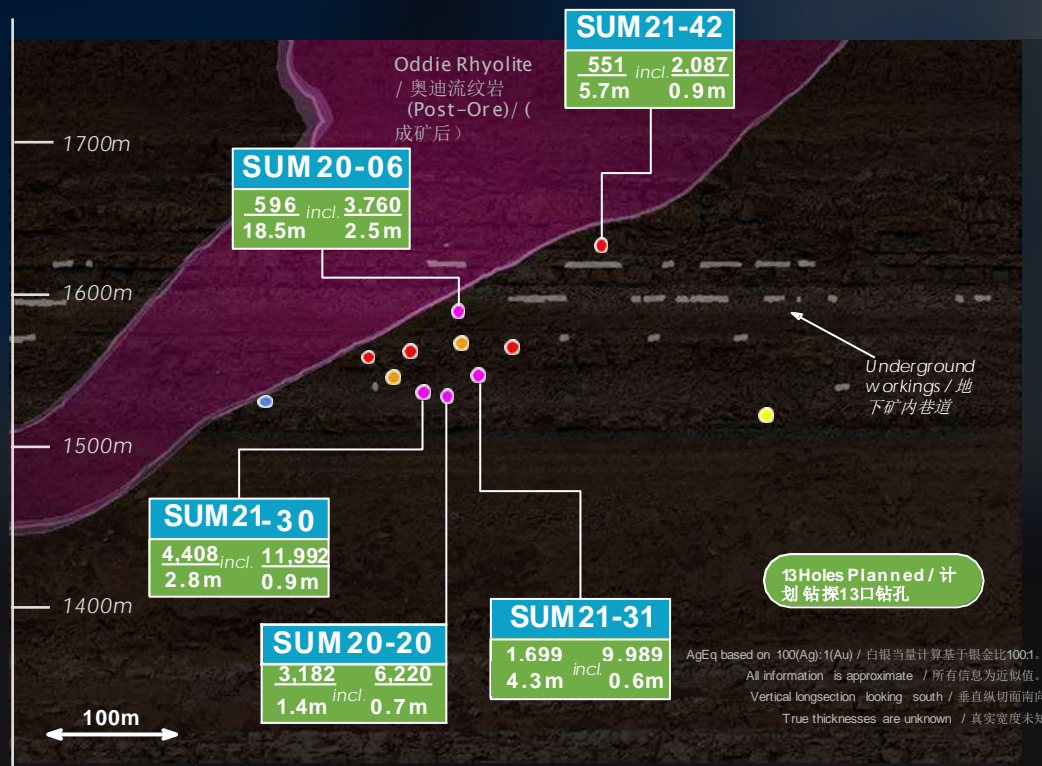 SUM21-42
551 incl. 2,087
5.7m 0.9m
Oddie Rhyolite
/ 奥迪流纹岩
(Post-Ore)/(
成矿后）
1700m
SUM20-06
596 incl. 3,760
18.5m 2.5m
1600m
Underground
workings / 地
下矿内巷道
1500m
SUM21-30
4,408 incl. 11,992
2.8m 0.9m
13Holes Planned / 计
划钻探13口钻孔
1400m
SUM21-31
1.699 incl. 9.989
4.3m 0.6m
SUM20-20
3,182 incl. 6,220
1.4m 0.7m
AgEq based on 100(Ag):1(Au) / 白银当量计算基于银金比100:1。
All information is approximate / 所有信息为近似值。
Vertical longsection looking south / 垂直纵切面南向
True thicknesses are unknown / 真实宽度未知
100m